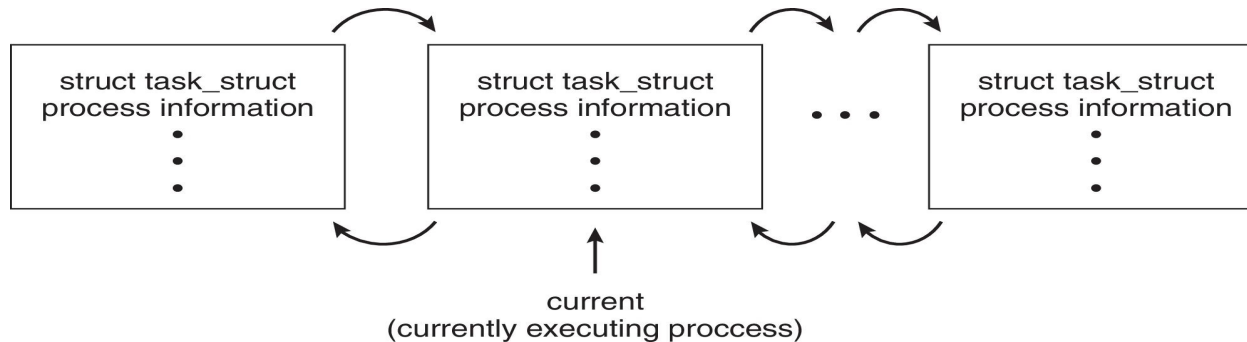 struct task_struct
process information
struct task_struct
process information
struct task_struct
process information
current
(currently executing proccess)